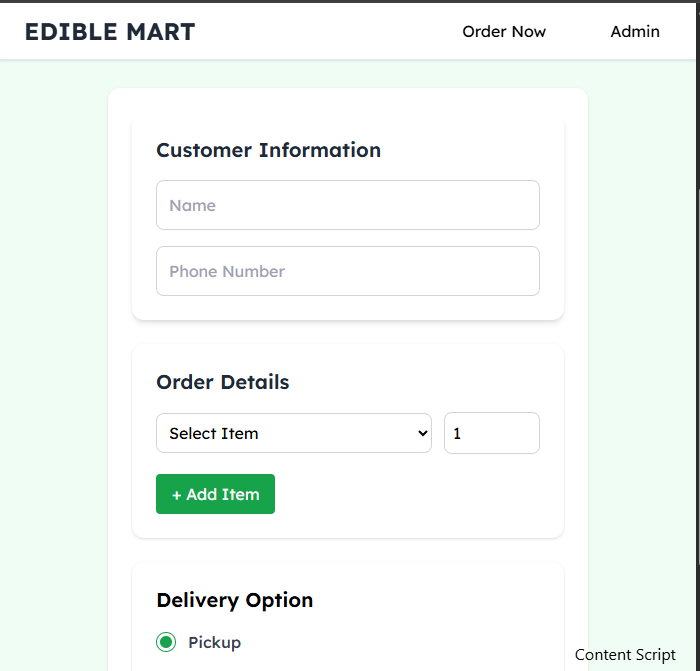 EDIBLE MART
Order Now
Admin
Customer Information
Name
Phone Number
Order Details
Select Item
1
+ Add Item
Delivery Option
Pickup
Content Script